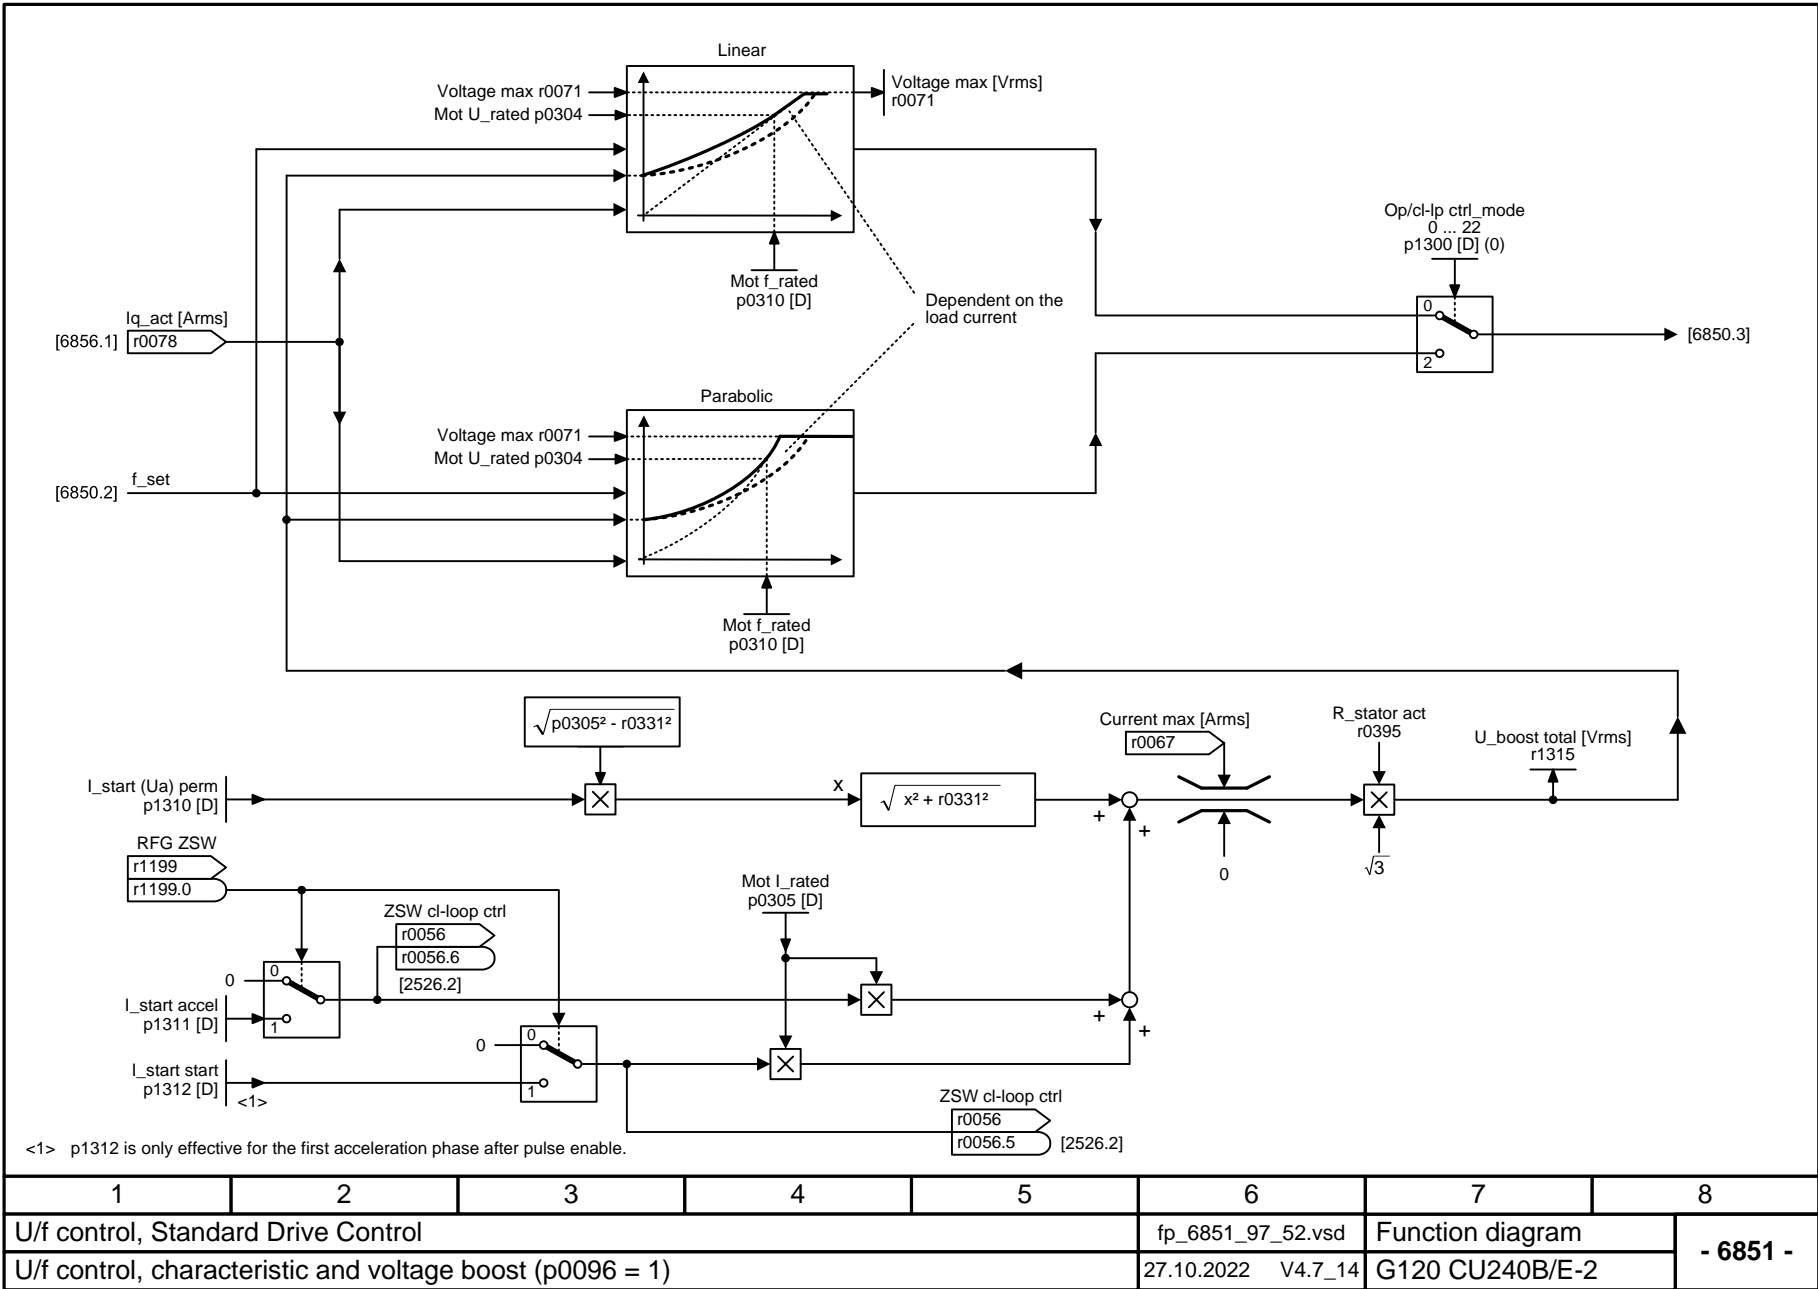 Linear
Voltage max r0071
Mot U_rated p0304
Voltage max [Vrms]
r0071
Mot f_rated
p0310 [D]
Op/cl-lp ctrl_mode
0 ... 22
p1300 [D] (0)
0
2
[6850.3]
Dependent on the
load current
Iq_act [Arms]
[6856.1]
r0078
Parabolic
Voltage max r0071
Mot U_rated p0304
[6850.2]
f_set
Mot f_rated
p0310 [D]
√p0305² - r0331²
I_start (Ua) perm
p1310 [D]
x
√x² + r0331²
+
+
Current max [Arms]
r0067
0
R_stator act
r0395
√3
U_boost total [Vrms]
r1315
RFG ZSW
r1199
r1199.0
ZSW cl-loop ctrl
r0056
r0056.6
[2526.2]
Mot I_rated
p0305 [D]
0
0
I_start accel
p1311 [D]
1
+
+
0
0
1
I_start start
p1312 [D]
<1>
ZSW cl-loop ctrl
r0056
r0056.5
[2526.2]
<1> p1312 is only effective for the first acceleration phase after pulse enable.
1 2 3 4 5 6 7 8
U/f control, Standard Drive Control
fp_6851_97_52.vsd
Function diagram
- 6851 -
U/f control, characteristic and voltage boost (p0096 = 1)
27.10.2022 V4.7_14
G120 CU240B/E-2